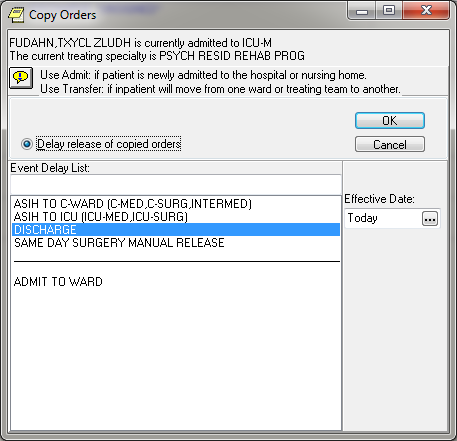 Copy Orders
FUDAHN,TXYCL ZLUDH is currently admitted to ICU-M
The current treating specialty is PSYCH RESID REHAB PROG
Use Admit: if patient is newly admitted to the hospital or nursing home.
Use Transfer: if inpatient will move from one ward or treating team to another.
OK
Delay release of copied orders
Cancel
Event Delay List:
ASIH TO C-WARD (C-MED,C-SURG,INTERMED)
Effective Date:
ASIH TO ICU (ICU-MED,ICU-SURG)
Today ...
DISCHARGE
SAME DAY SURGERY MANUAL RELEASE
ADMIT TO WARD